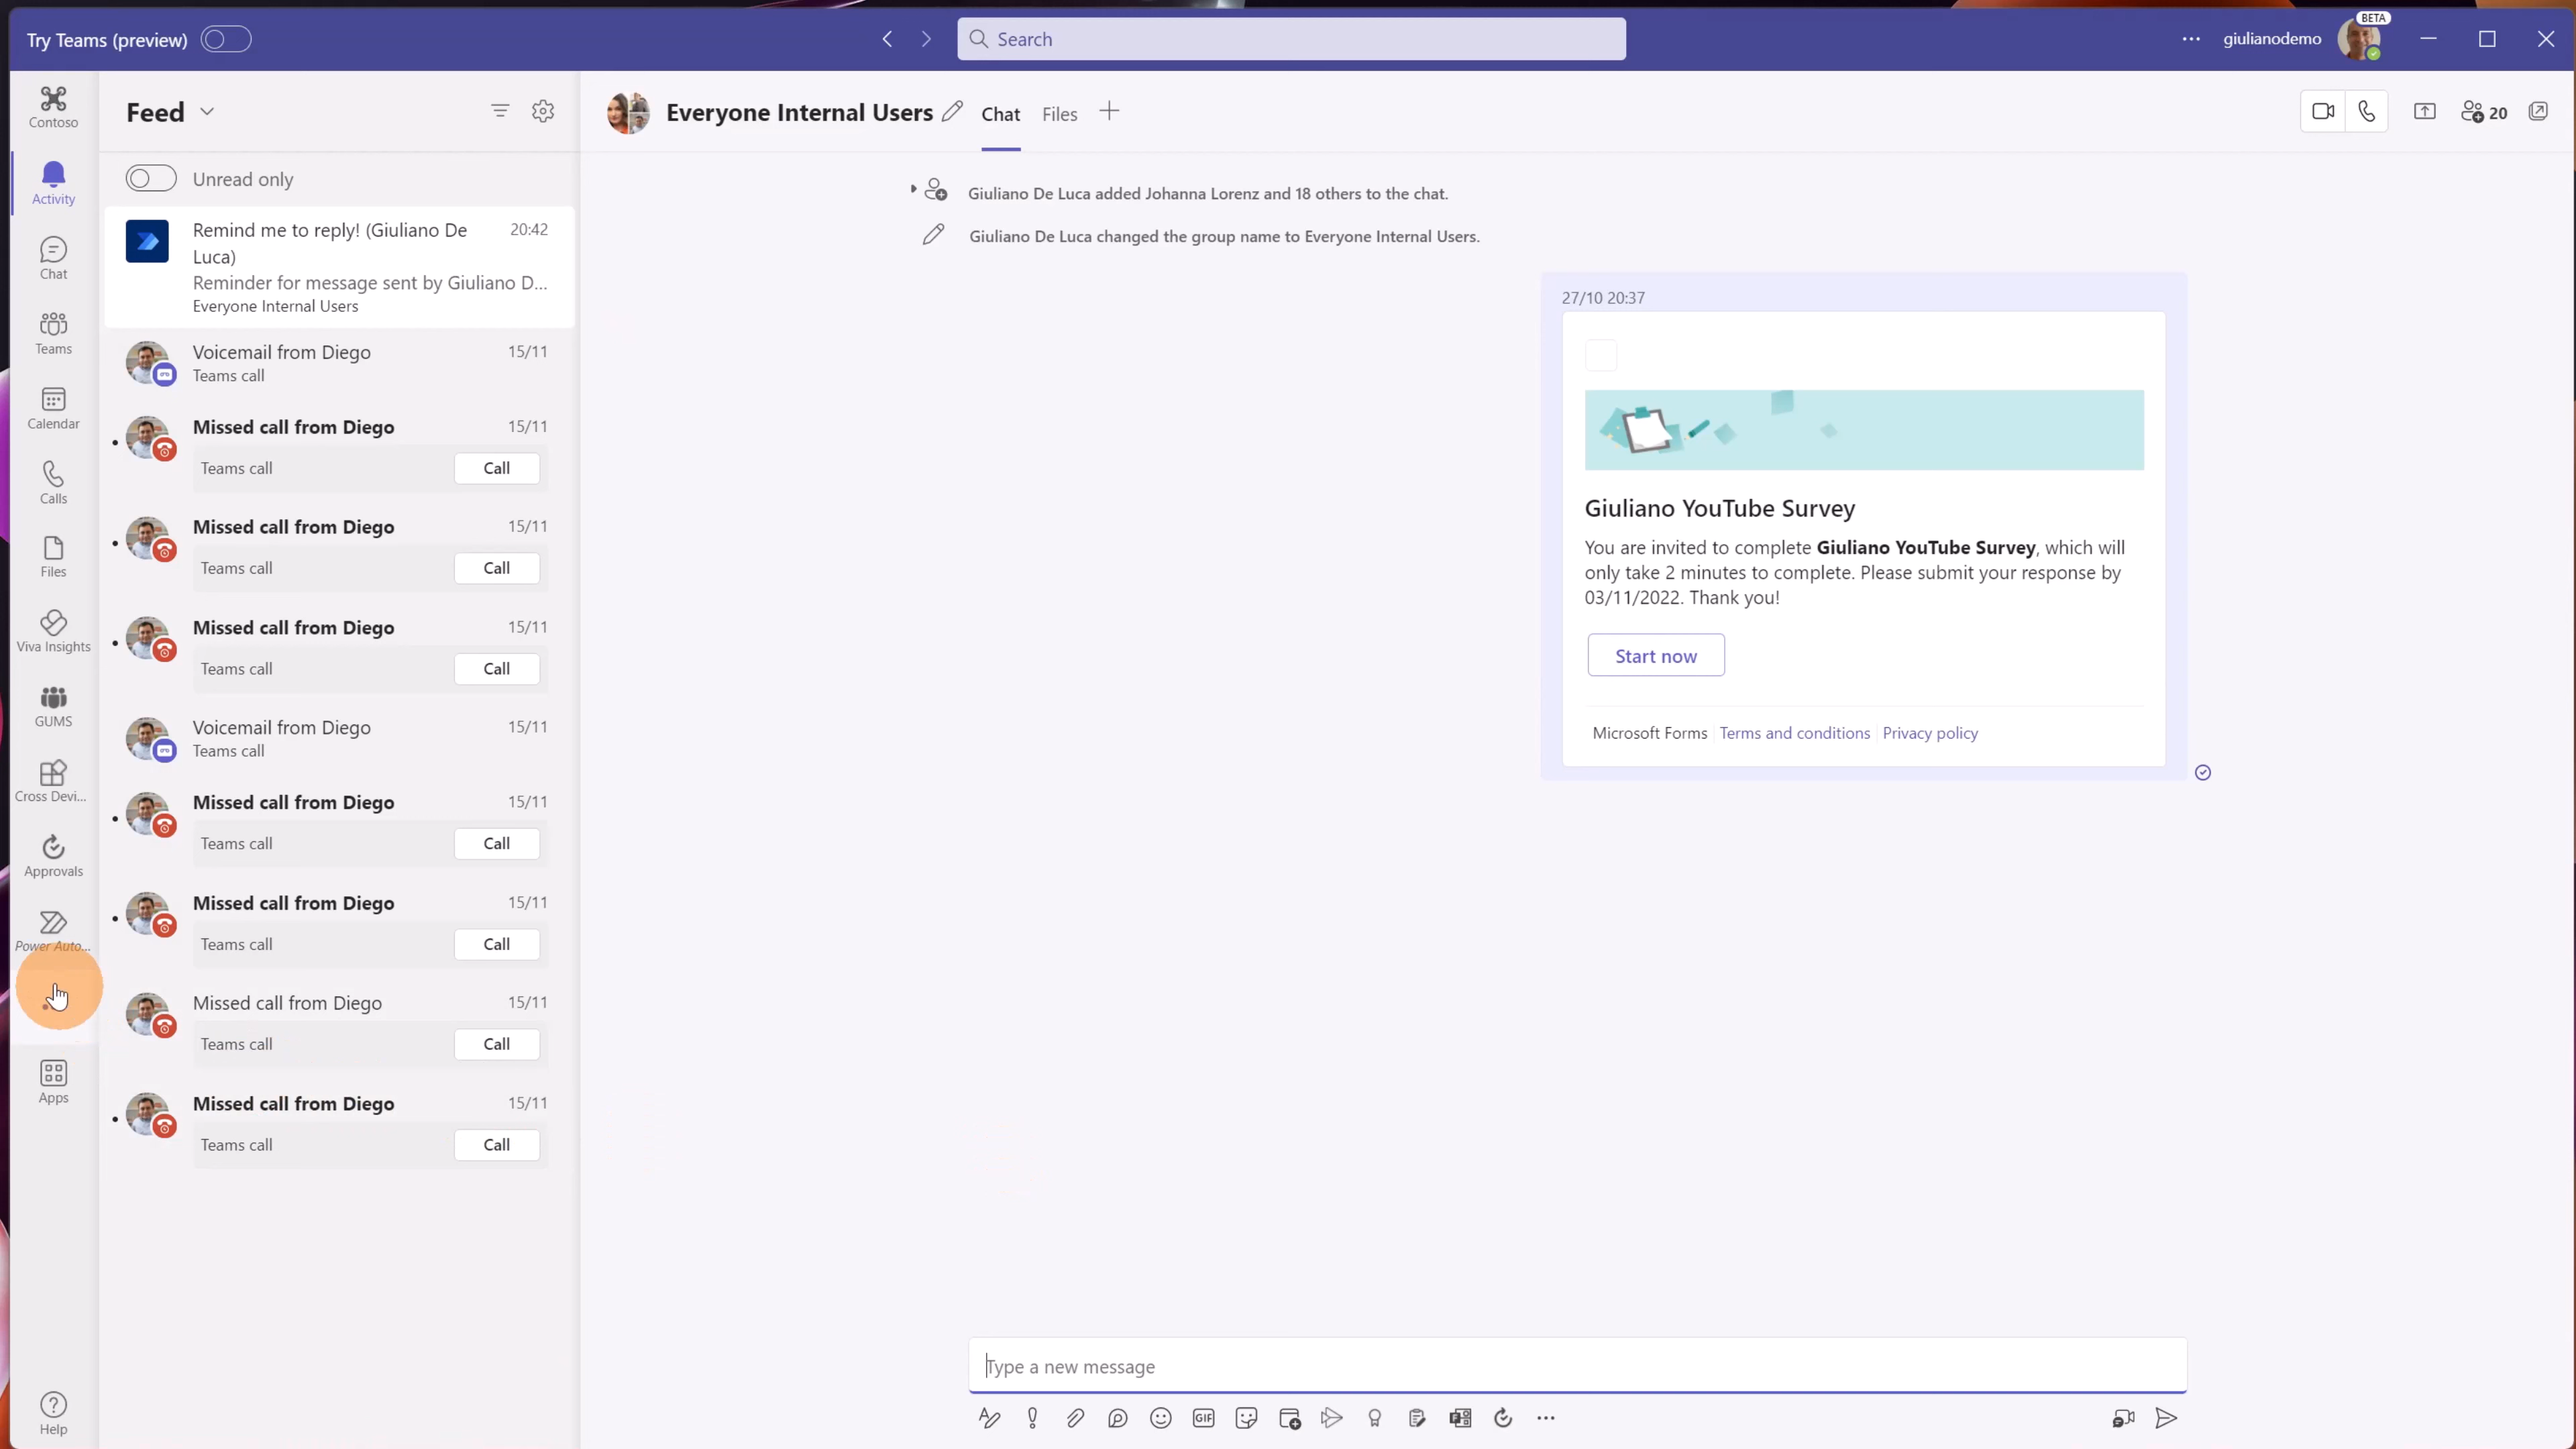 Try Teams (preview)
Search
giulianodemo
BETA
Contoso
Activity
Chat
Teams
Calendar
Calls
Files
Viva Insights
GUMS
Cross Devi...
Approvals
Power Auto...
Apps
Help
Feed
Unread only
Remind me to reply! (Giuliano De
Luca)
20:42
Reminder for message sent by Giuliano D...
Everyone Internal Users
Voicemail from Diego
15/11
Teams call
Missed call from Diego
15/11
Teams call
Call
Missed call from Diego
15/11
Teams call
Call
Missed call from Diego
15/11
Teams call
Call
Voicemail from Diego
15/11
Teams call
Missed call from Diego
15/11
Teams call
Call
Missed call from Diego
15/11
Teams call
Call
Missed call from Diego
15/11
Teams call
Call
Missed call from Diego
15/11
Teams call
Call
Everyone Internal Users
Chat
Files
20
Giuliano De Luca added Johanna Lorenz and 18 others to the chat.
Giuliano De Luca changed the group name to Everyone Internal Users.
27/10 20:37
Giuliano YouTube Survey
You are invited to complete Giuliano YouTube Survey, which will
only take 2 minutes to complete. Please submit your response by
03/11/2022. Thank you!
Start now
Microsoft Forms
Terms and conditions
Privacy policy
Type a new message
GIF